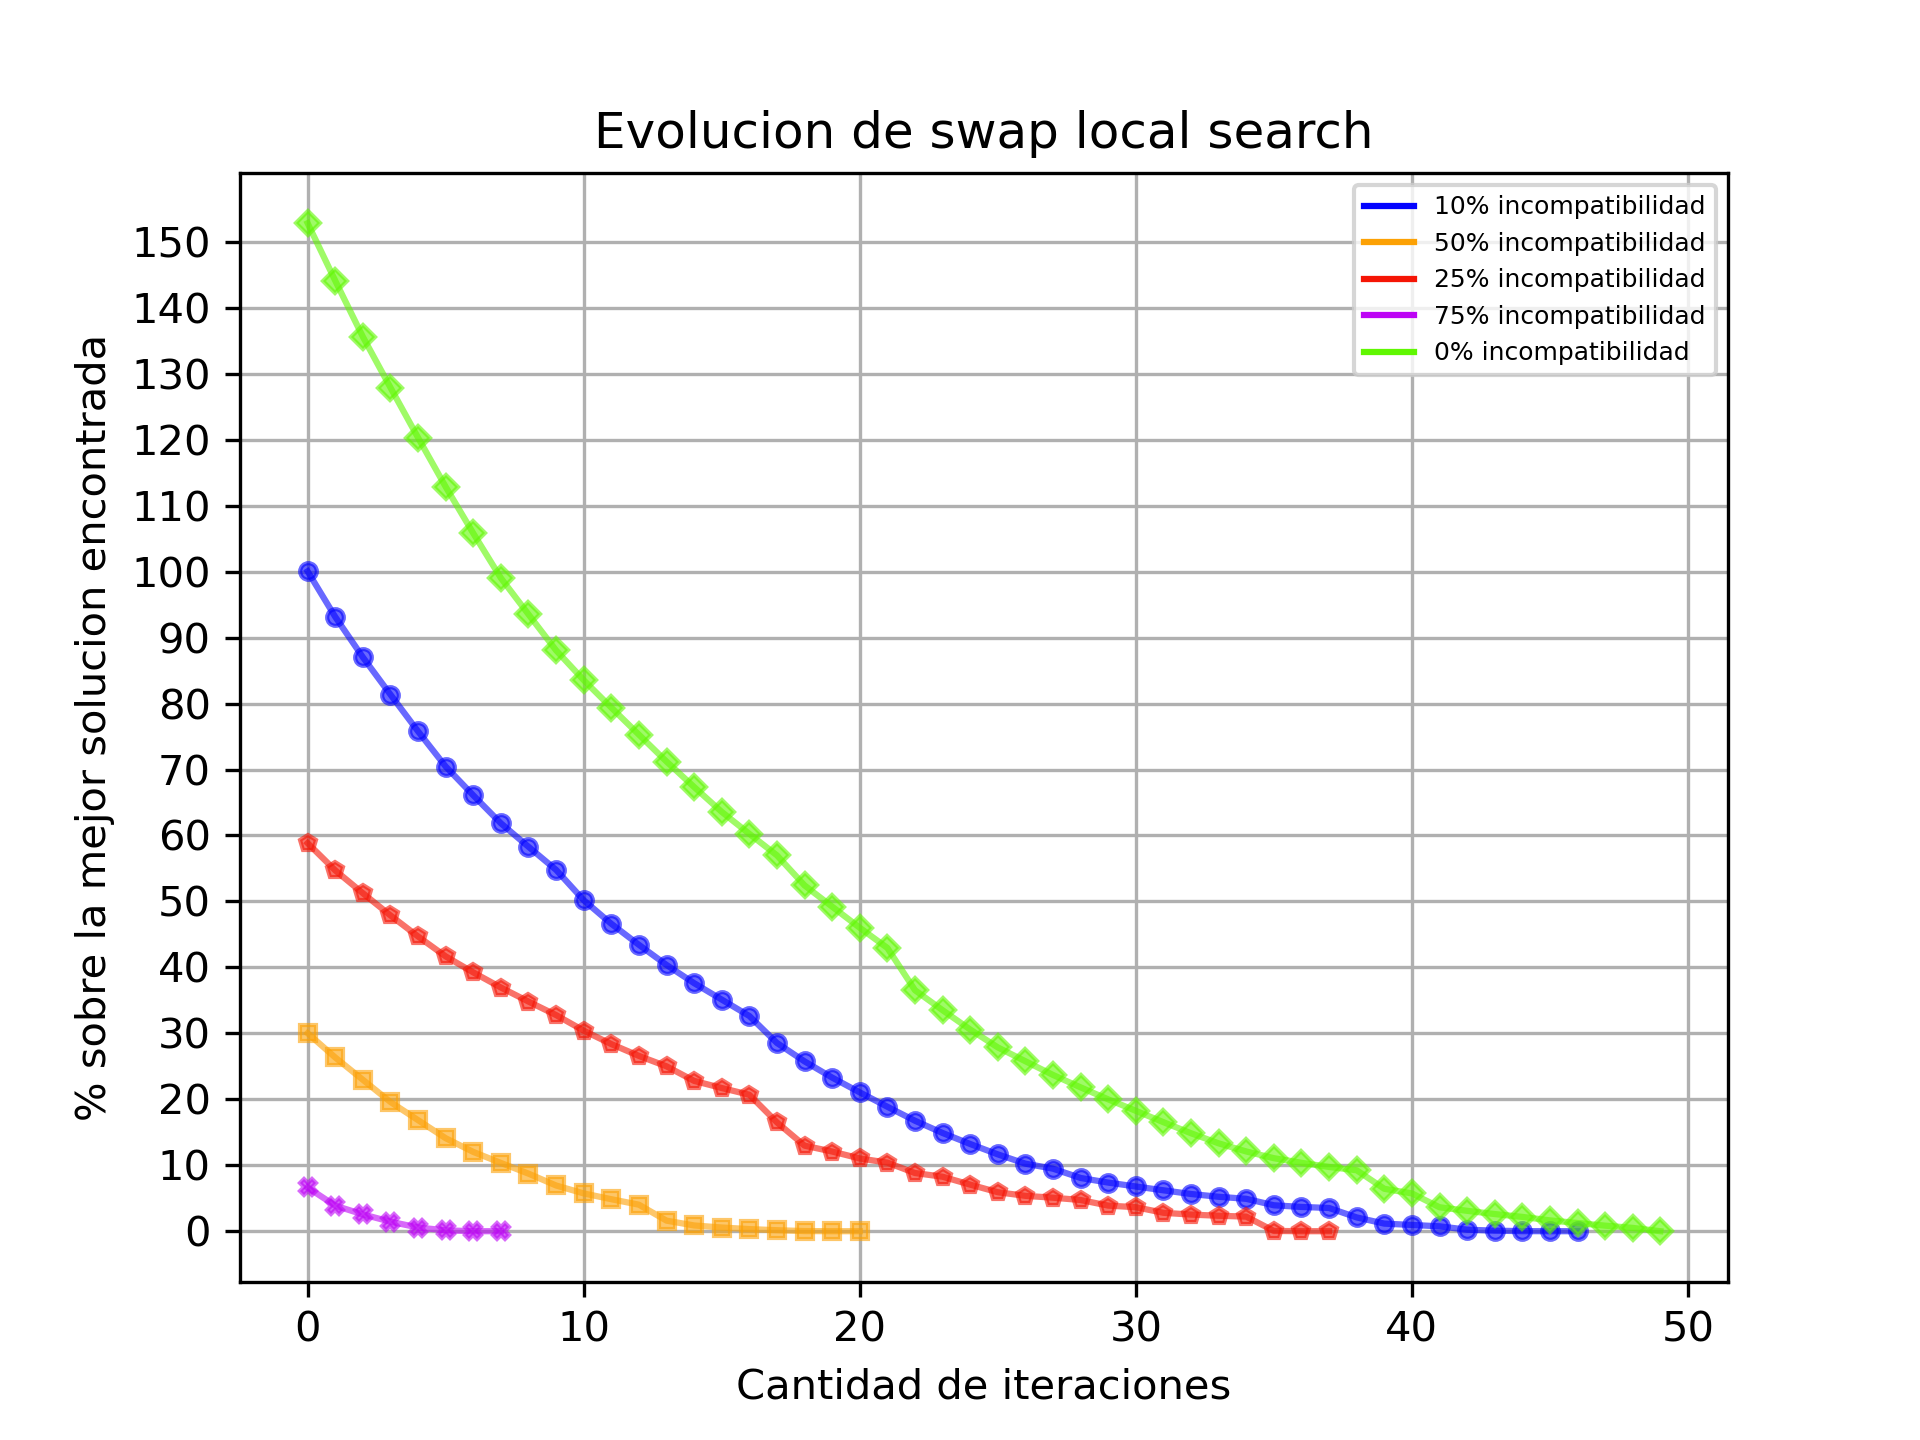 Evolucion de swap local search
10% incompatibilidad
50% incompatibilidad
25% incompatibilidad
75% incompatibilidad
0% incompatibilidad
% sobre la mejor solucion encontrada
150
140
130
120
110
100
90
80
70
60
50
40
30
20
10
0
0 10 20 30 40 50
Cantidad de iteraciones